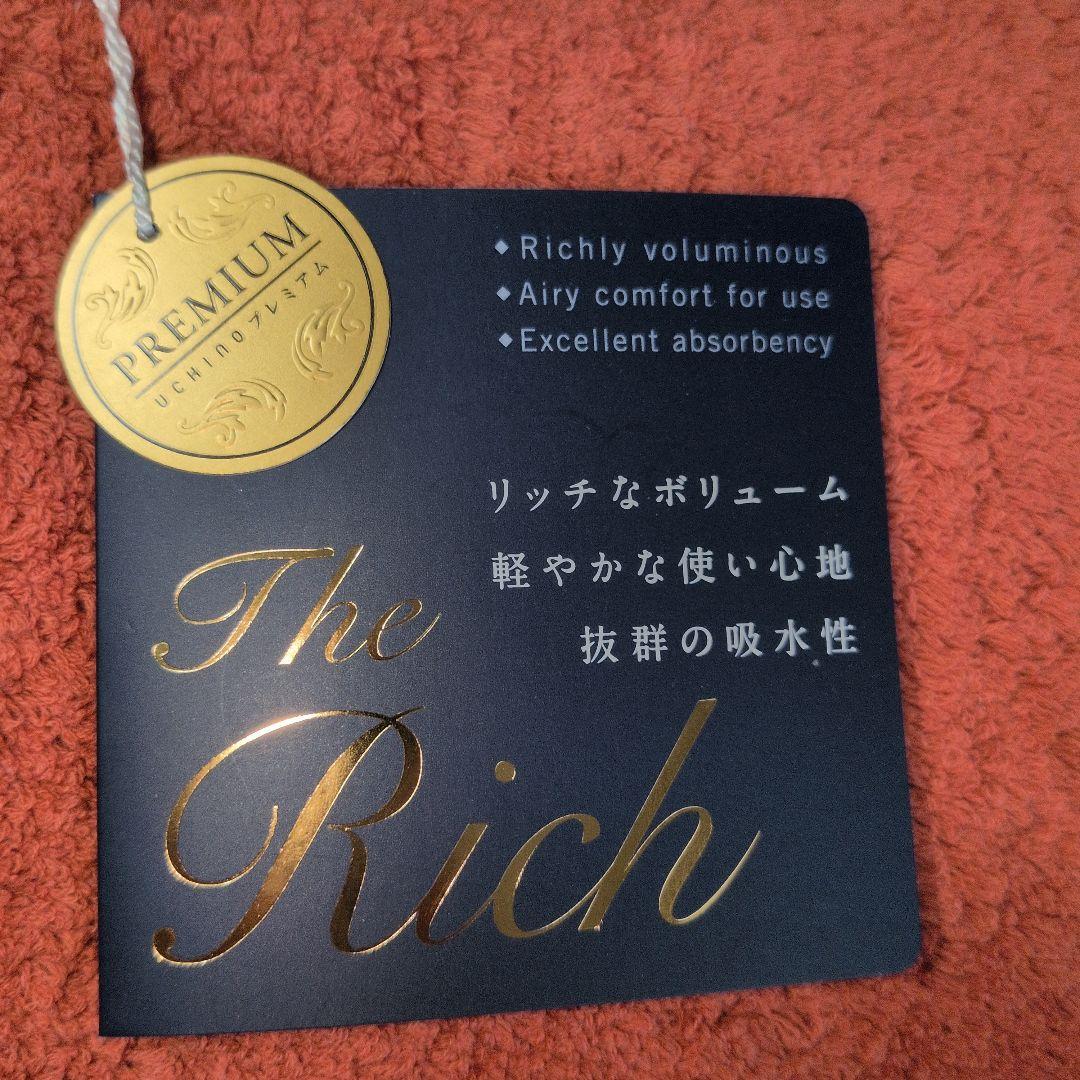 PREMIUM
UCHINOプレミアム
◆Richly voluminous
◆Airy comfort for use
◆Excellent absorbency
リッチなボリューム
軽やかな使い心地
抜群の吸水性
The
Rich